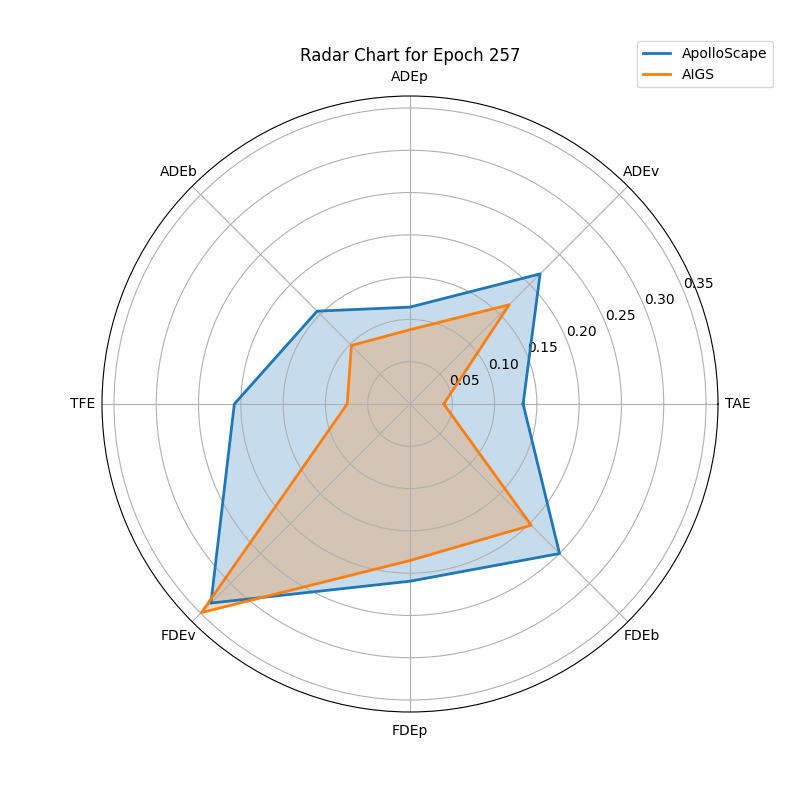 Radar Chart for Epoch 257
ApolloScape
AIGS
ADEp
ADEb
ADEv
0.35
0.30
0.25
0.20
0.15
0.10
0.05
TFE
TAE
FDEv
FDEb
FDEp